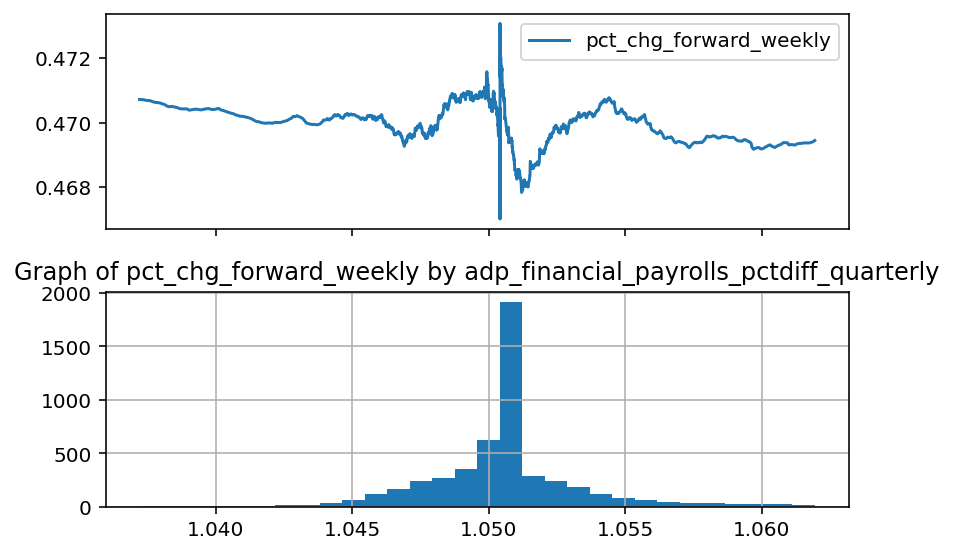 pct_chg_forward_weekly
0.472
0.470
0.468
Graph of pct_chg_forward_weekly by adp_financial_payrolls_pctdiff_quarterly
2000
1500
1000
500
0
1.040 1.045 1.050 1.055 1.060